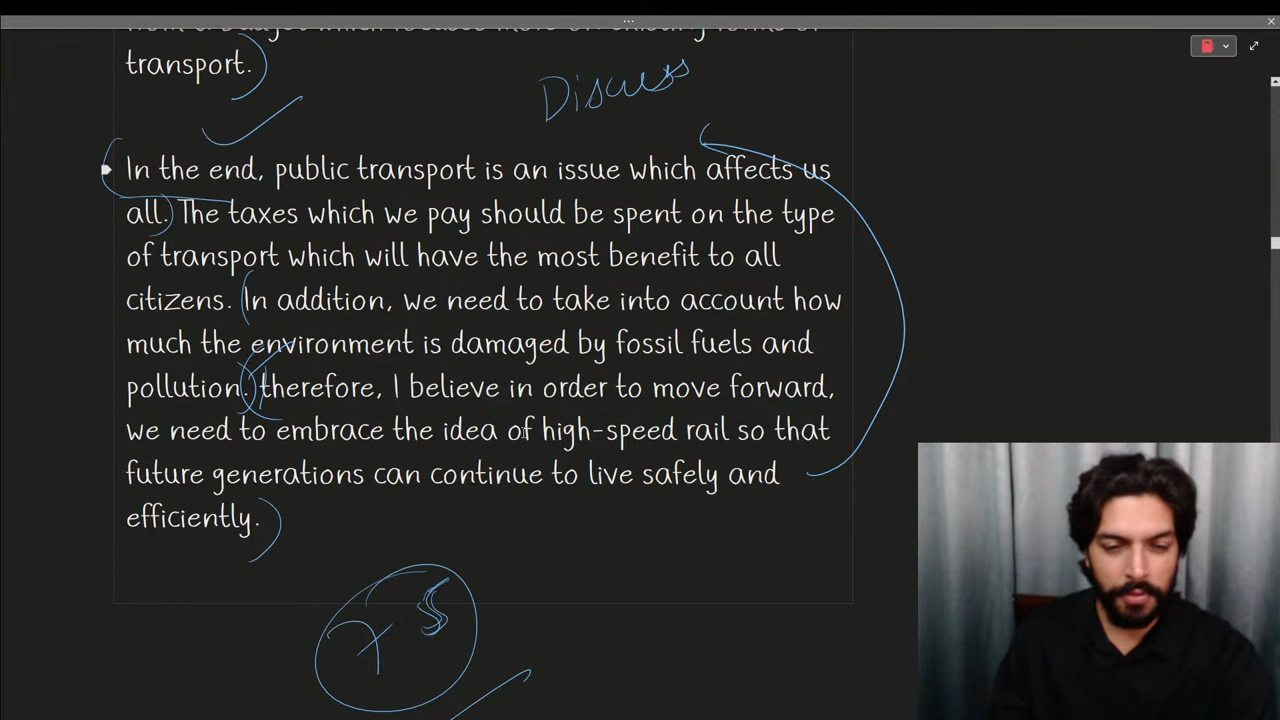 transport.
Discuss
In the end, public transport is an issue which affects us
all. The taxes which we pay should be spent on the type
of transport which will have the most benefit to all
citizens. In addition, we need to take into account how
much the environment is damaged by fossil fuels and
pollution. therefore, I believe in order to move forward,
we need to embrace the idea of high-speed rail so that
future generations can continue to live safely and
efficiently.